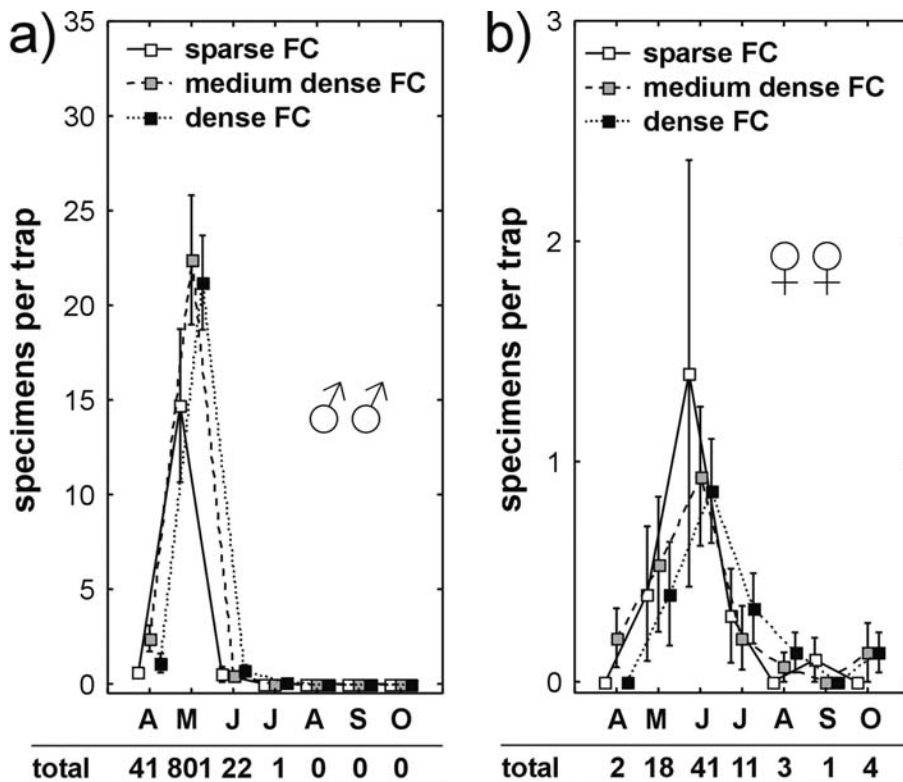 a)
sparse FC
medium dense FC
dense FC
specimens per trap
35
30
25
20
15
10
5
0
♂♂
A M J J A S O
total 41 801 22 1 0 0 0
b)
sparse FC
medium dense FC
dense FC
specimens per trap
3
2
1
0
♀♀
A M J J A S O
total 2 18 41 11 3 1 4